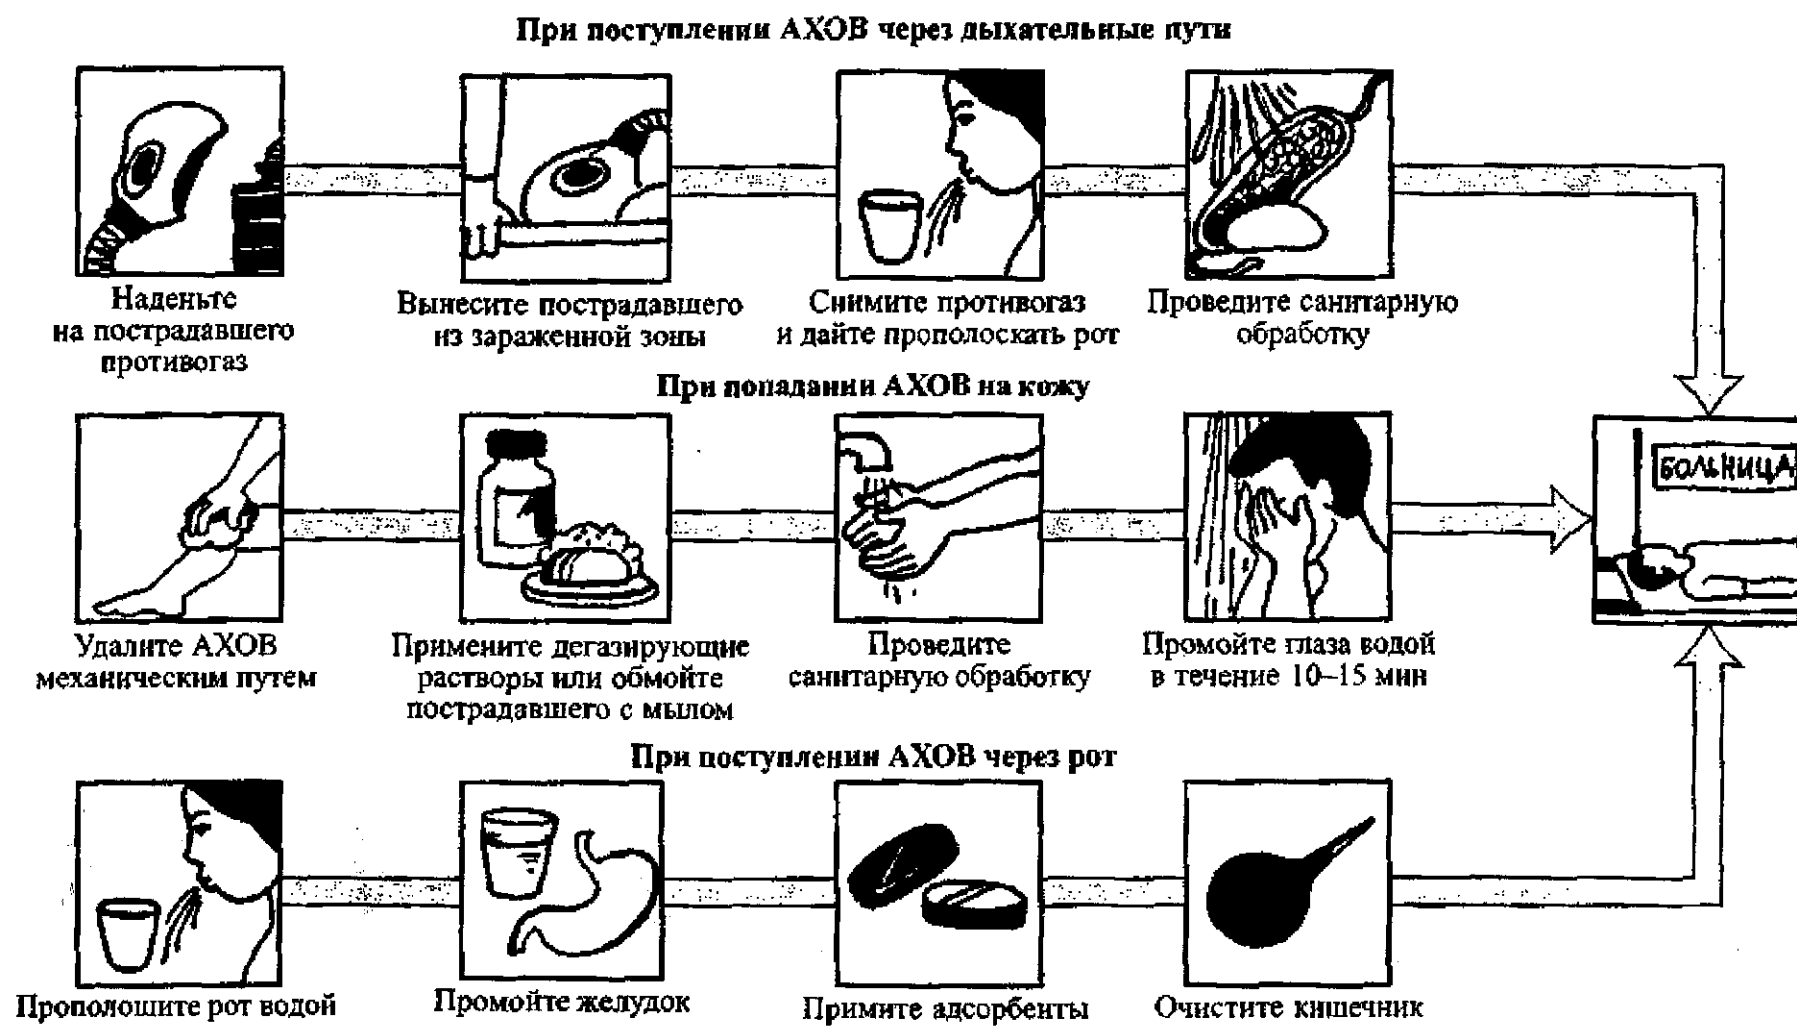 При поступлении АХОВ через дыхательные пути
Наденьте
на пострадавшего
противогаз
Вынесите пострадавшего
из зараженной зоны
Снимите противогаз
и дайте прополоскать рот
Проведите санитарную
обработку
При попадании АХОВ на кожу
БОЛЬНИЦА
Удалите АХОВ
механическим путем
Примените дегазирующие
растворы или обмойте
пострадавшего с мылом
Проведите
санитарную обработку
Промойте глаза водой
в течение 10–15 мин
При поступлении АХОВ через рот
Прополощите рот водой
Промойте желудок
Примите адсорбенты
Очистите кишечник